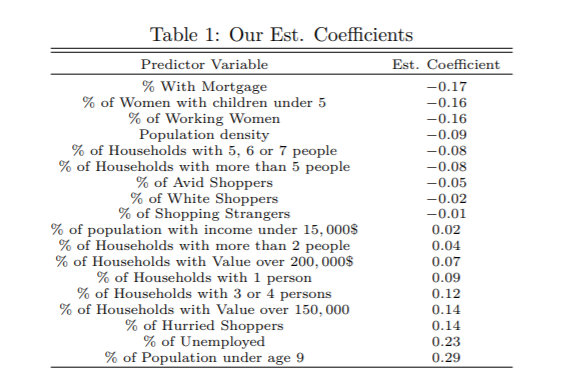 Table 1: Our Est. Coefficients
Predictor Variable Est. Coefficient
% With Mortgage −0.17
% of Women with children under 5 −0.16
% of Working Women −0.16
Population density −0.09
% of Households with 5, 6 or 7 people −0.08
% of Households with more than 5 people −0.08
% of Avid Shoppers −0.05
% of White Shoppers −0.02
% of Shopping Strangers −0.01
% of population with income under 15,000$ 0.02
% of Households with more than 2 people 0.04
% of Households with Value over 200,000$ 0.07
% of Households with 1 person 0.09
% of Households with 3 or 4 persons 0.12
% of Households with Value over 150,000 0.14
% of Hurried Shoppers 0.14
% of Unemployed 0.23
% of Population under age 9 0.29